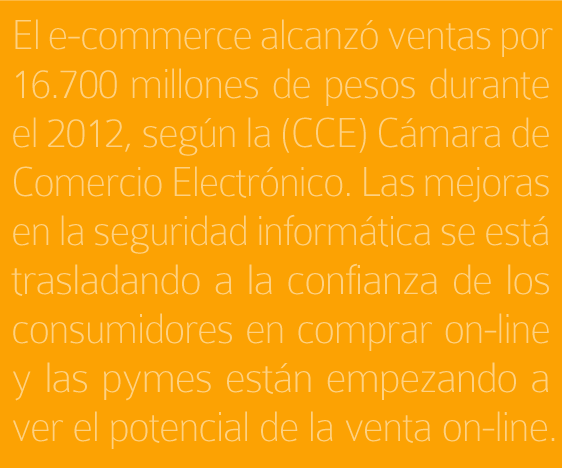 El e-commerce alcanzó ventas por
16.700 millones de pesos durante
el 2012, según la (CCE) Cámara de
Comercio Electrónico. Las mejoras
en la seguridad informática se está
trasladando a la confianza de los
consumidores en comprar on-line
y las pymes están empezando a
ver el potencial de la venta on-line.